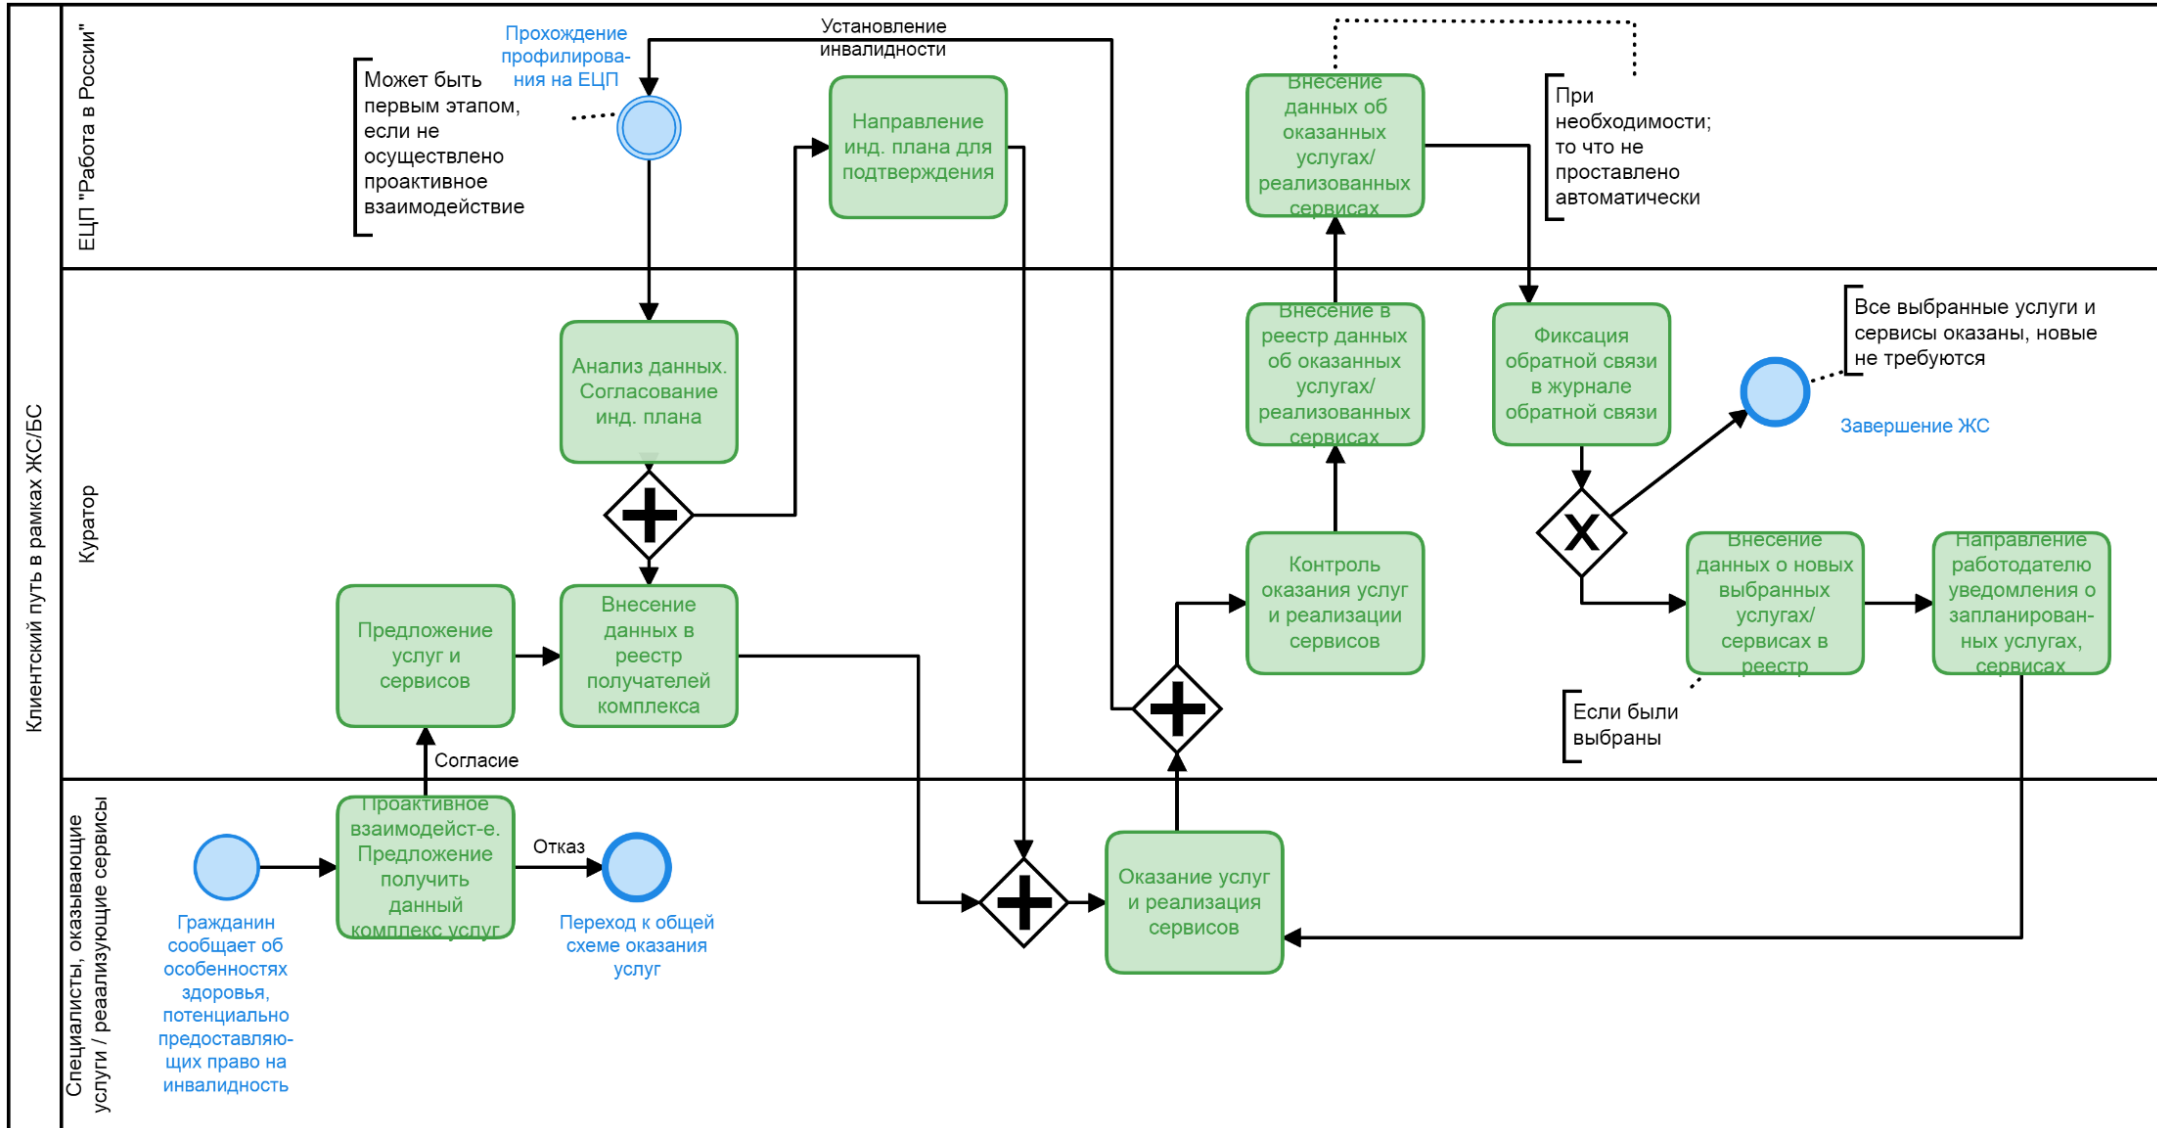 Клиентский путь в рамках ЖС/БС
ЕЦП "Работа в России"
Может быть
первым этапом,
если не
осуществлено
проактивное
взаимодействие
Прохождение
профилирова-
ния на ЕЦП
Установление
инвалидности
Направление
инд. плана для
подтверждения
Внесение
данных об
оказанных
услугах/
реализованных
сервисах
При
необходимости;
то что не
проставлено
автоматически
Куратор
Анализ данных.
Согласование
инд. плана
Предложение
услуг и
сервисов
Внесение
данных в
реестр
получателей
комплекса
Внесение в
реестр данных
об оказанных
услугах/
реализованных
сервисах
Контроль
оказания услуг
и реализации
сервисов
Фиксация
обратной связи
в журнале
обратной связи
X
Все выбранные услуги и
сервисы оказаны, новые
не требуются
Завершение ЖС
Внесение
данных о новых
выбранных
услугах/
сервисах в
реестр
Направление
работодателю
уведомления о
запланирован-
ных услугах,
сервисах
Если были
выбраны
Согласие
Специалисты, оказывающие
услуги / реаализующие сервисы
Гражданин
сообщает об
особенностях
здоровья,
потенциально
предоставляю-
щих право на
инвалидность
Проактивное
взаимодейст-е.
Предложение
получить
данный
комплекс услуг
Отказ
Переход к общей
схеме оказания
услуг
Оказание услуг
и реализация
сервисов